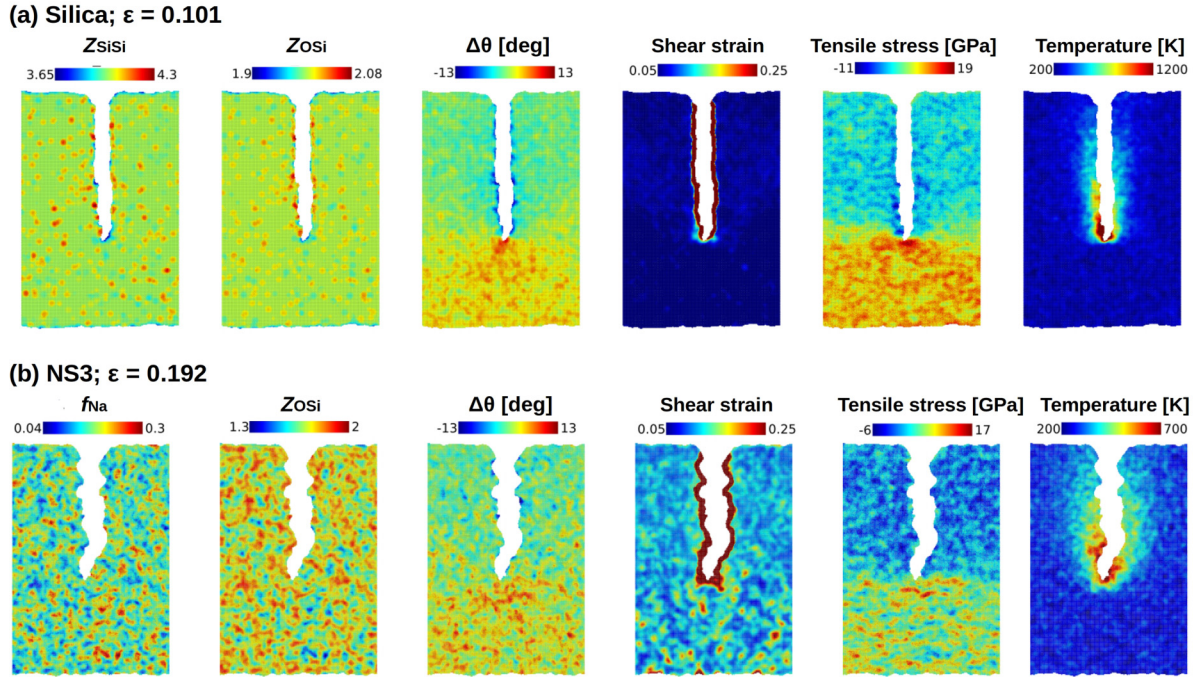 (a) Silica; ε = 0.101
ZSiSi ZOSi Δθ [deg] Shear strain Tensile stress [GPa] Temperature [K]
3.65 4.3 1.9 2.08 -13 13 0.05 0.25 -11 19 200 1200
(b) NS3; ε = 0.192
fNa ZOSi Δθ [deg] Shear strain Tensile stress [GPa] Temperature [K]
0.04 0.3 1.3 2 -13 13 0.05 0.25 -6 17 200 700